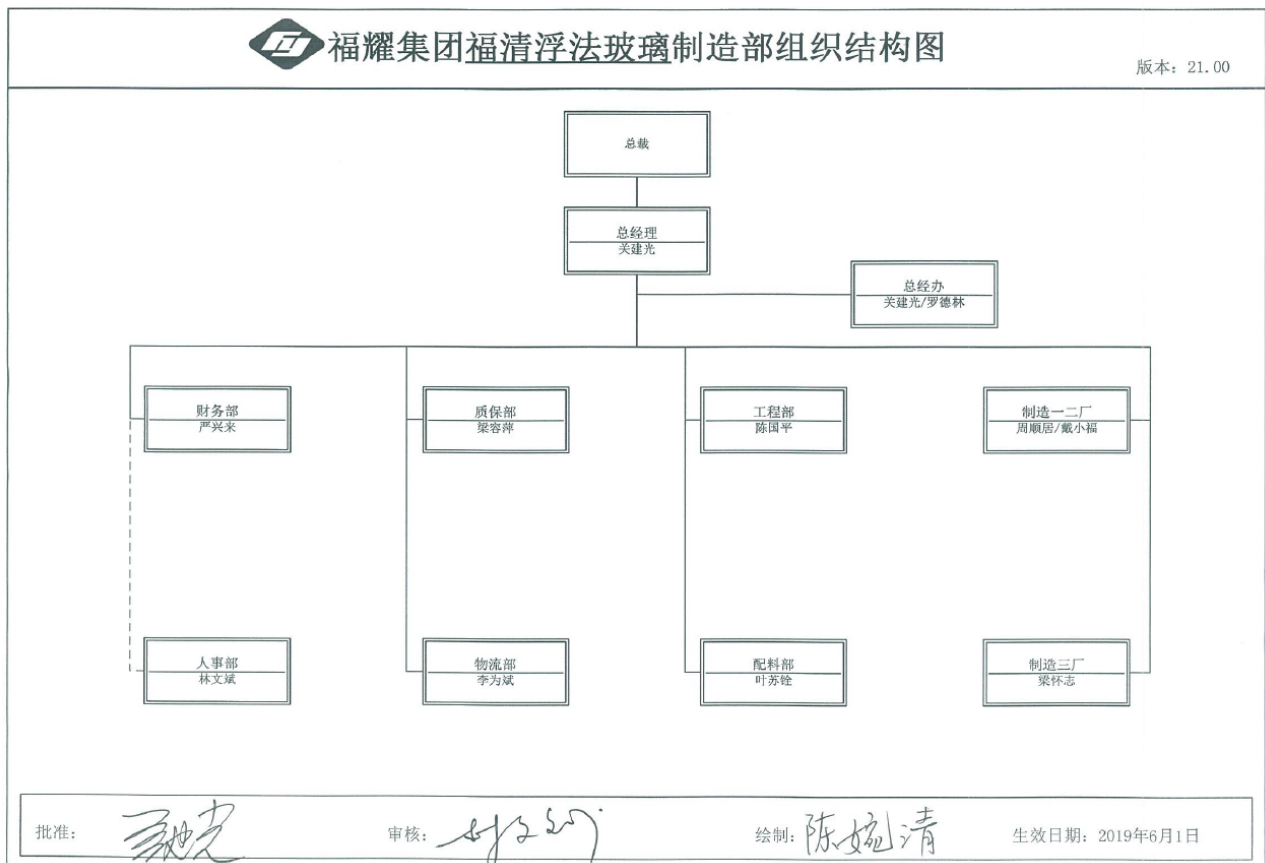 福耀集团福清浮法玻璃制造部组织结构图
版本：21.00
总裁
总经理
关建光
总经办
关建光/罗德林
财务部
严兴来
质保部
梁容萍
工程部
陈国平
制造一二厂
周顺居/戴小福
人事部
林文斌
物流部
李为斌
配料部
叶苏铨
制造三厂
梁怀志
批准：
审核：
绘制：陈婉清
生效日期：2019年6月1日